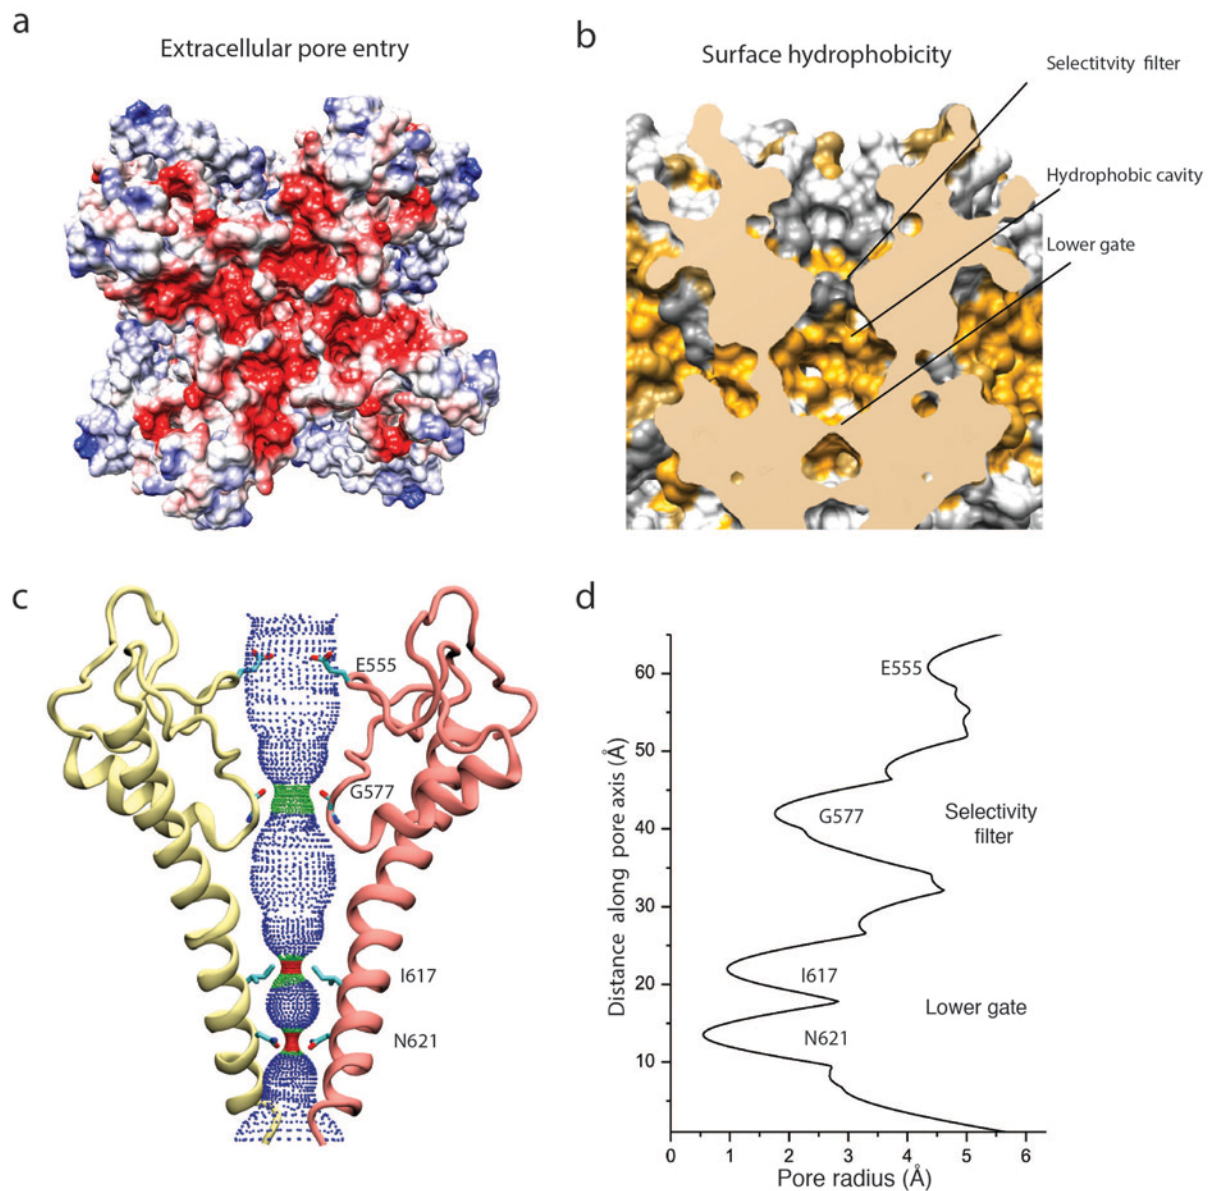 a
Extracellular pore entry
b
Surface hydrophobicity
Selectitvity filter
Hydrophobic cavity
Lower gate
c
E555
G577
I617
N621
d
Distance along pore axis (Å)
60
50
40
30
20
10
E555
G577
Selectivity
filter
I617
Lower gate
N621
0 1 2 3 4 5 6
Pore radius (Å)